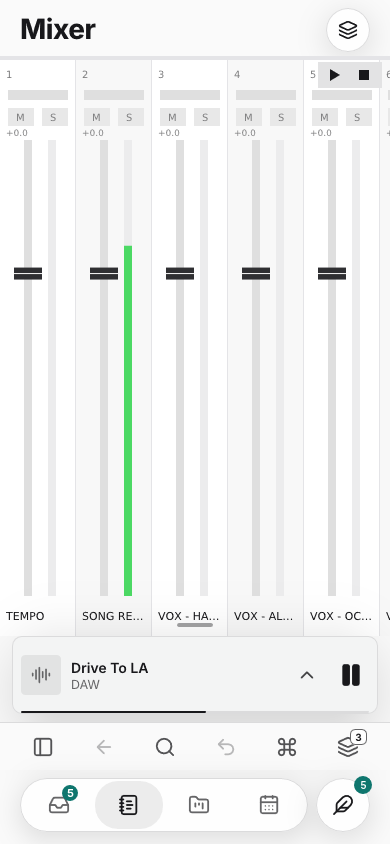 Mixer
1 2 3 4 5 6
M S M S M S M S M S
+0.0 +0.0 +0.0 +0.0 +0.0
TEMPO SONG RE... VOX - HA... VOX - AL... VOX - OC...
Drive To LA
DAW
3
5 5